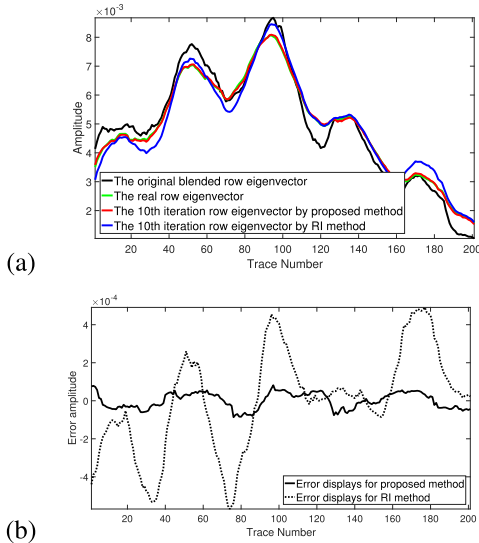 ×10⁻³
8
7
6
5
4
3
2
Amplitude
The original blended row eigenvector
The real row eigenvector
The 10th iteration row eigenvector by proposed method
The 10th iteration row eigenvector by RI method
20 40 60 80 100 120 140 160 180 200
Trace Number
(a)
×10⁻⁴
4
2
0
-2
-4
Error amplitude
Error displays for proposed method
Error displays for RI method
20 40 60 80 100 120 140 160 180 200
Trace Number
(b)